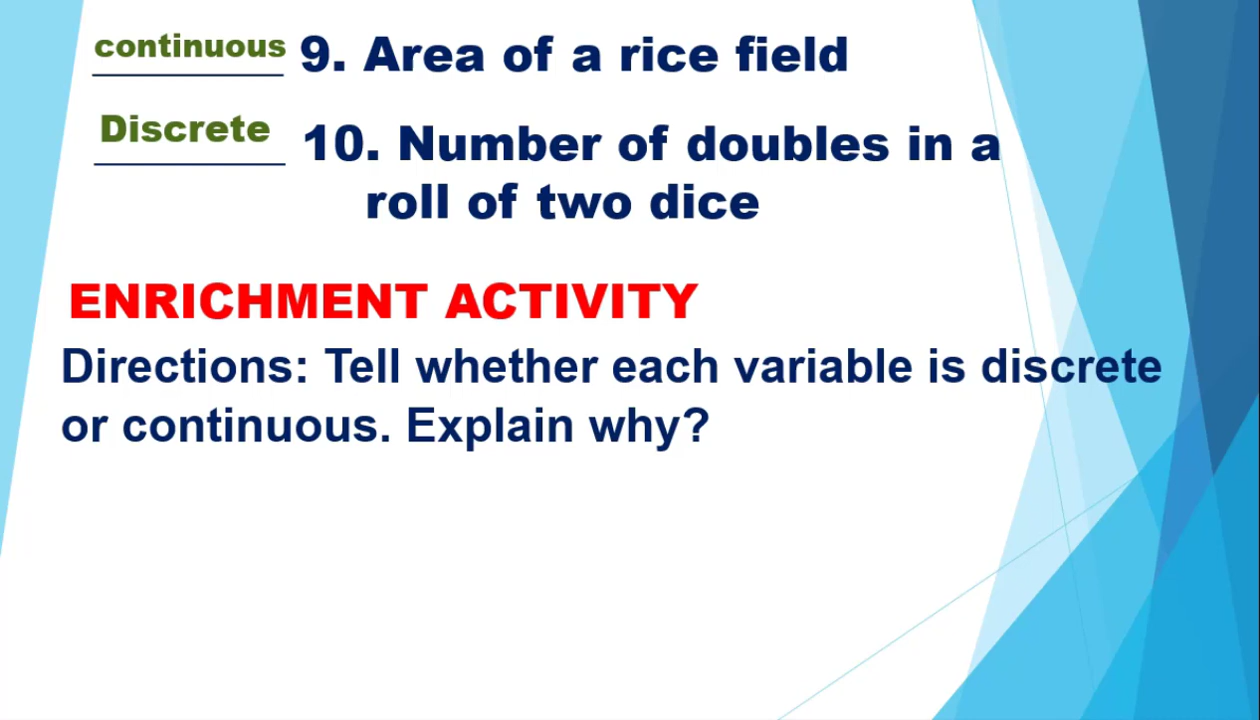 continuous 9. Area of a rice field
Discrete 10. Number of doubles in a
roll of two dice
ENRICHMENT ACTIVITY
Directions: Tell whether each variable is discrete
or continuous. Explain why?